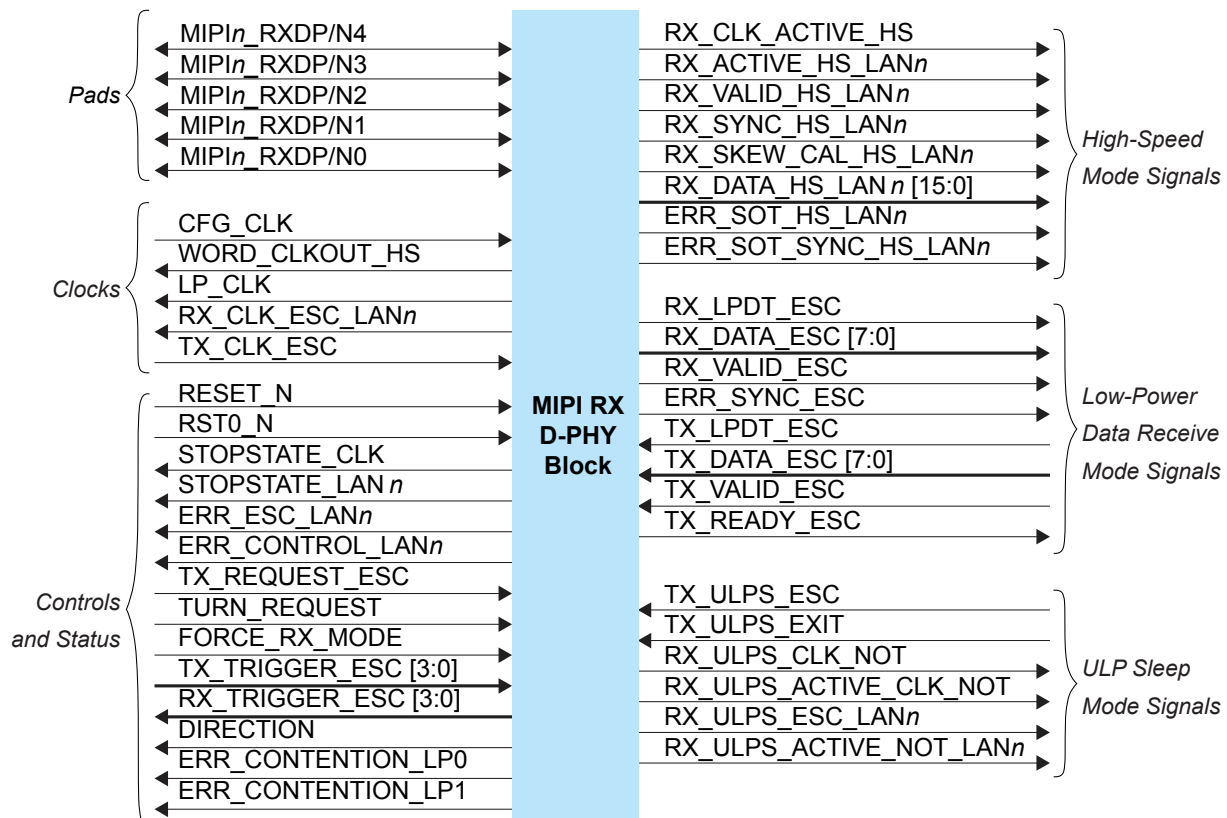 MIPIn_RXDP/N4
MIPIn_RXDP/N3
MIPIn_RXDP/N2
MIPIn_RXDP/N1
MIPIn_RXDP/N0
Pads
CFG_CLK
WORD_CLKOUT_HS
LP_CLK
RX_CLK_ESC_LANn
TX_CLK_ESC
Clocks
RESET_N
RST0_N
STOPSTATE_CLK
STOPSTATE_LAN n
ERR_ESC_LANn
ERR_CONTROL_LANn
TX_REQUEST_ESC
TURN_REQUEST
FORCE_RX_MODE
TX_TRIGGER_ESC [3:0]
RX_TRIGGER_ESC [3:0]
DIRECTION
ERR_CONTENTION_LP0
ERR_CONTENTION_LP1
Controls
and Status
MIPI RX
D-PHY
Block
RX_CLK_ACTIVE_HS
RX_ACTIVE_HS_LANn
RX_VALID_HS_LANn
RX_SYNC_HS_LANn
RX_SKEW_CAL_HS_LANn
RX_DATA_HS_LAN n [15:0]
ERR_SOT_HS_LANn
ERR_SOT_SYNC_HS_LANn
High-Speed
Mode Signals
RX_LPDT_ESC
RX_DATA_ESC [7:0]
RX_VALID_ESC
ERR_SYNC_ESC
TX_LPDT_ESC
TX_DATA_ESC [7:0]
TX_VALID_ESC
TX_READY_ESC
Low-Power
Data Receive
Mode Signals
TX_ULPS_ESC
TX_ULPS_EXIT
RX_ULPS_CLK_NOT
RX_ULPS_ACTIVE_CLK_NOT
RX_ULPS_ESC_LANn
RX_ULPS_ACTIVE_NOT_LANn
ULP Sleep
Mode Signals